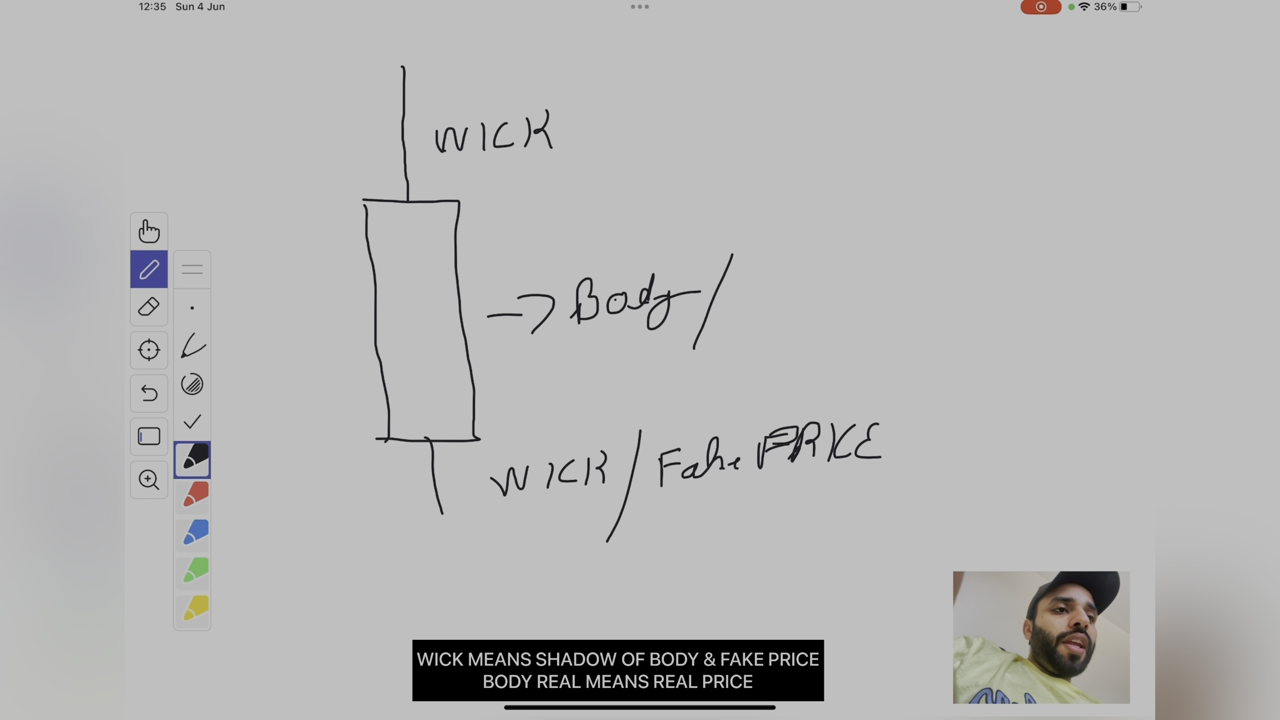 12:35 Sun 4 Jun
36%
WICK
Body/
WICK / Fake PRICE
WICK MEANS SHADOW OF BODY & FAKE PRICE
BODY REAL MEANS REAL PRICE